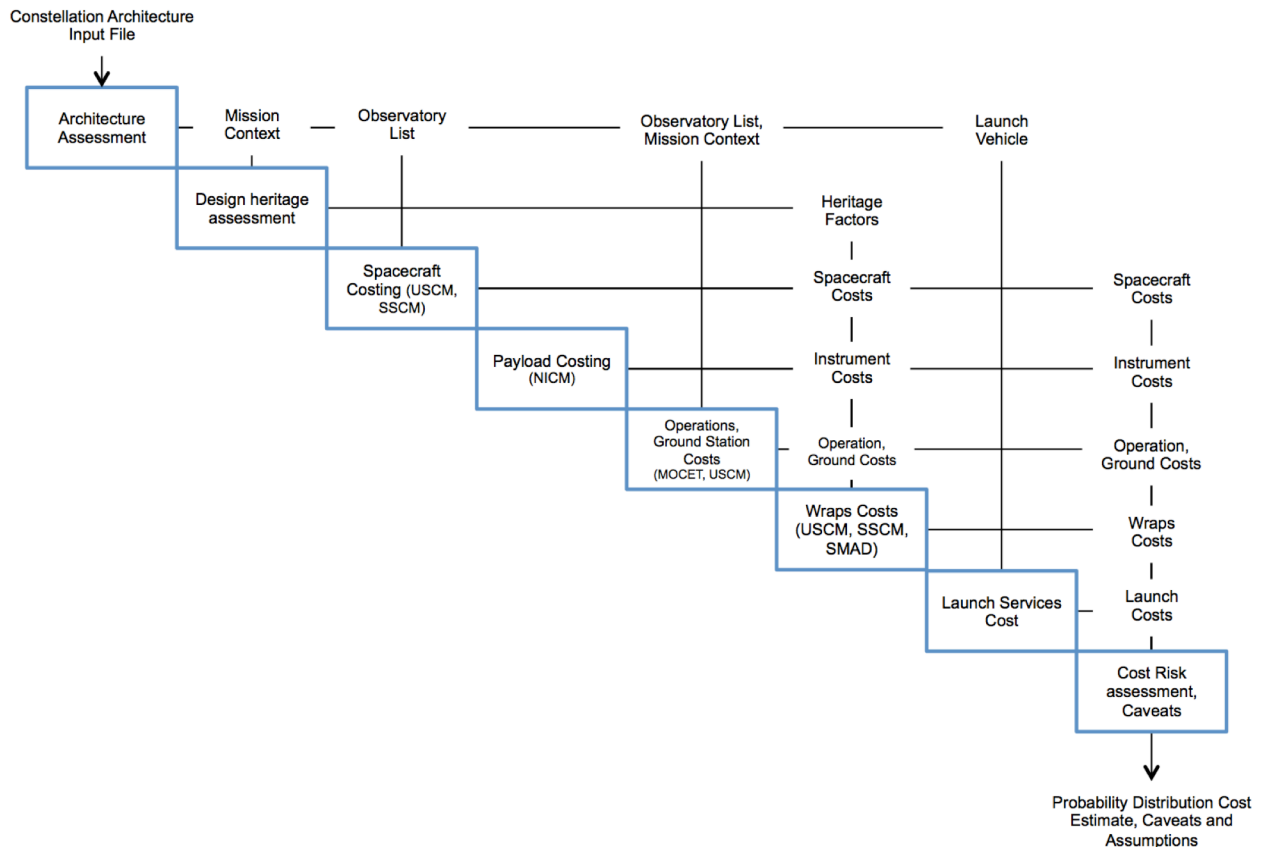 Constellation Architecture
Input File
Architecture
Assessment
Mission
Context
Observatory
List
Observatory List,
Mission Context
Launch
Vehicle
Design heritage
assessment
Heritage
Factors
Spacecraft
Costing (USCM,
SSCM)
Spacecraft
Costs
Spacecraft
Costs
Payload Costing
(NICM)
Instrument
Costs
Instrument
Costs
Operations,
Ground Station
Costs
(MOCET, USCM)
Operation,
Ground Costs
Operation,
Ground Costs
Wraps Costs
(USCM, SSCM,
SMAD)
Wraps
Costs
Launch Services
Cost
Launch
Costs
Cost Risk
assessment,
Caveats
Probability Distribution Cost
Estimate, Caveats and
Assumptions